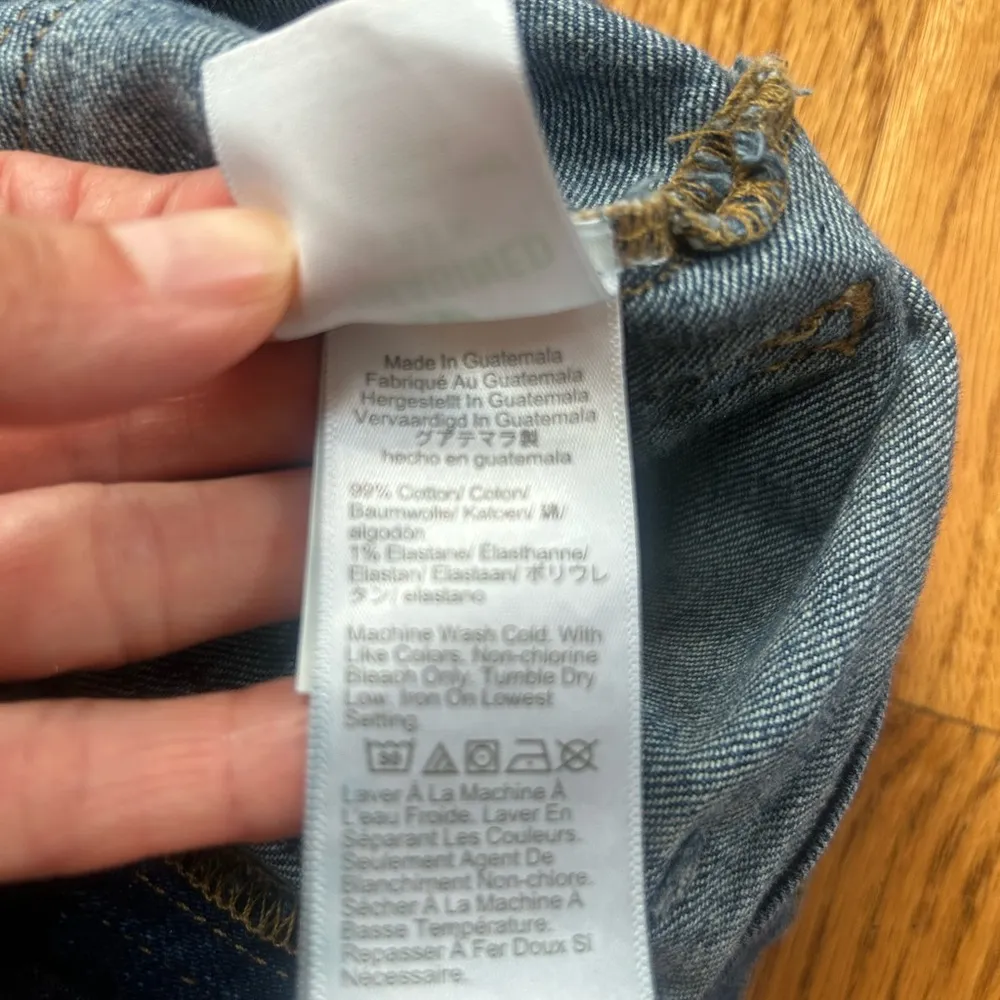 Made In Guatemala
Fabriqué Au Guatemala
Hergestellt In Guatemala
Vervaardigd In Guatemala
グアテマラ製
hecho en guatemala
99% Cotton/ Coton/
Baumwolle/ Katoen/ 綿/
algodón
1% Elastane/ Élasthanne/
Elastan/ Elastaan/ ポリウレ
タン/ elastano
Machine Wash Cold. With
Like Colors. Non-chlorine
Bleach Only. Tumble Dry
Low. Iron On Lowest
Setting.
30
Laver À La Machine À
L'eau Froide. Laver En
Séparant Les Couleurs.
Seulement Agent De
Blanchiment Non-chlore.
Sécher À La Machine À
Basse Température.
Repasser À Fer Doux Si
Nécessaire.